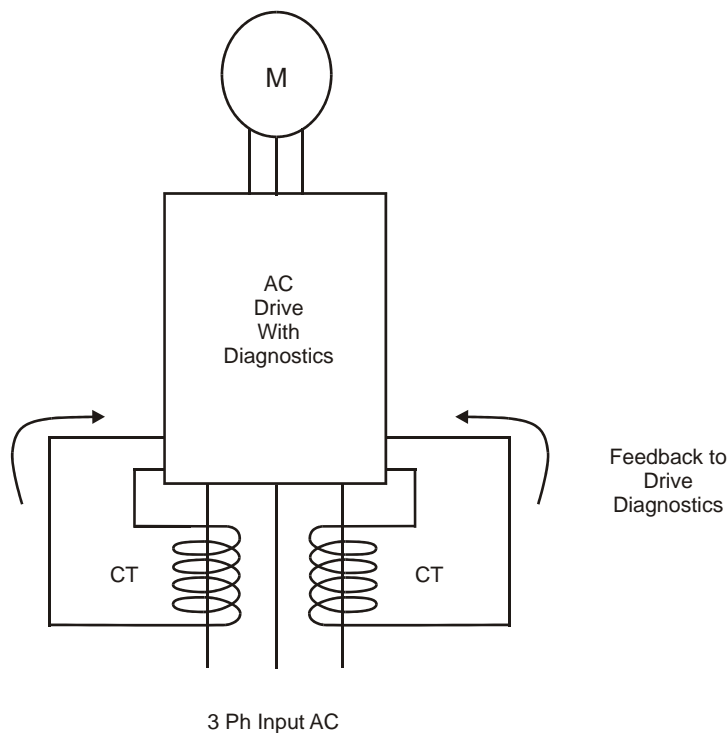 M
AC
Drive
With
Diagnostics
Feedback to
Drive
Diagnostics
CT
CT
3 Ph Input AC